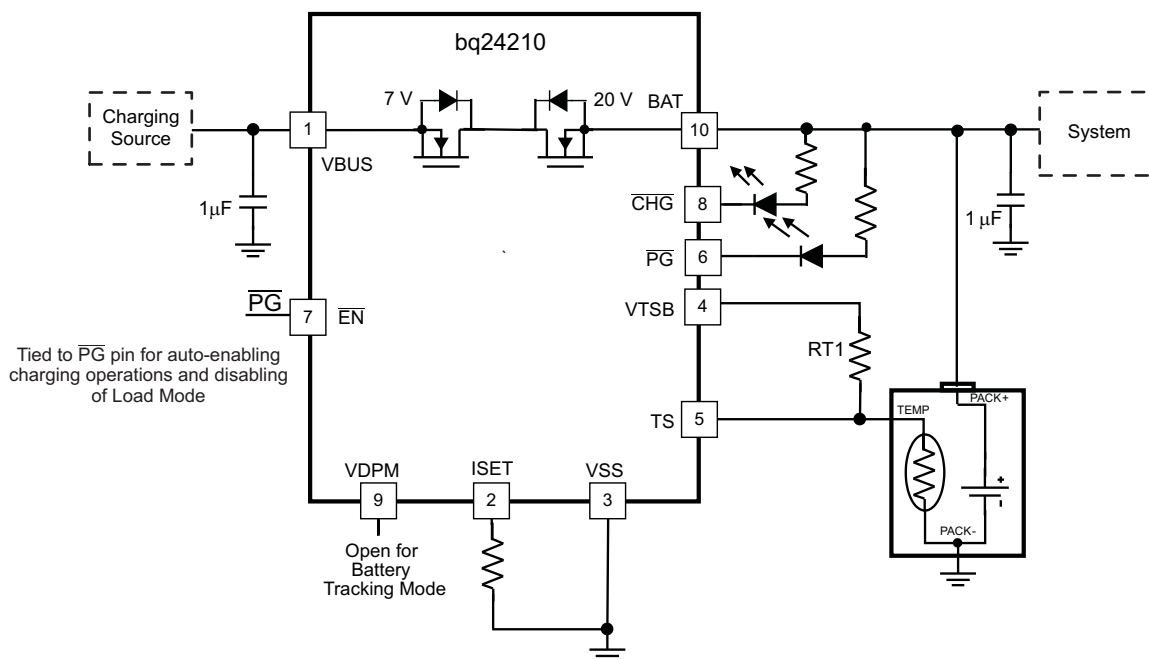 bq24210
7 V
20 V
BAT
Charging
Source
1
10
System
VBUS
1μF
CHG
8
1 μF
PG
6
PG
7
EN
VTSB
4
Tied to PG pin for auto-enabling
charging operations and disabling
of Load Mode
RT1
PACK+
TEMP
TS
5
VDPM
ISET
VSS
9
2
3
+
-
PACK-
Open for
Battery
Tracking Mode